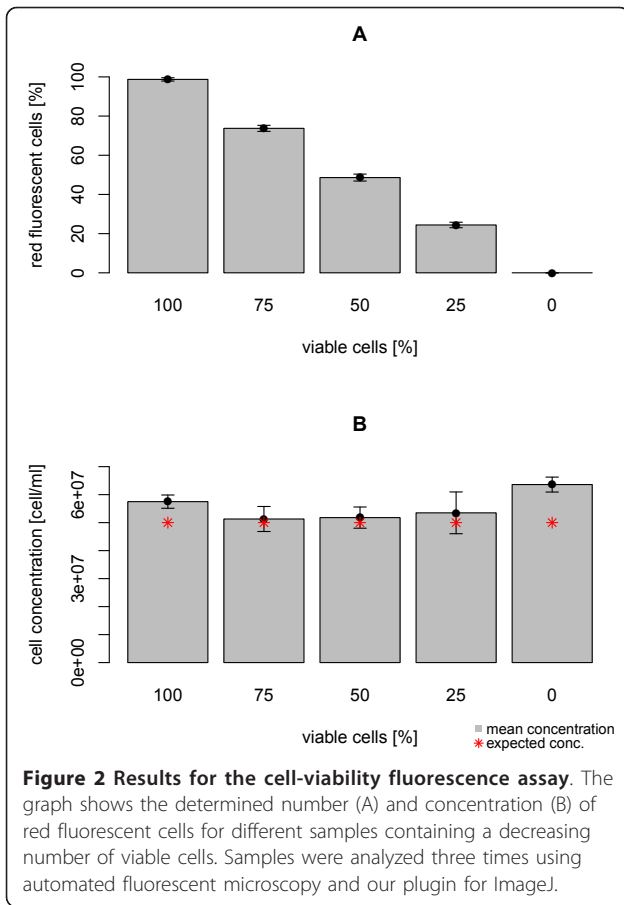 A
red fluorescent cells [%]
0 20 40 60 80 100
100 75 50 25 0
viable cells [%]
B
cell concentration [cell/ml]
0e+00 3e+07 6e+07
100 75 50 25 0
viable cells [%]
mean concentration
expected conc.
Figure 2 Results for the cell-viability fluorescence assay. The
graph shows the determined number (A) and concentration (B) of
red fluorescent cells for different samples containing a decreasing
number of viable cells. Samples were analyzed three times using
automated fluorescent microscopy and our plugin for ImageJ.